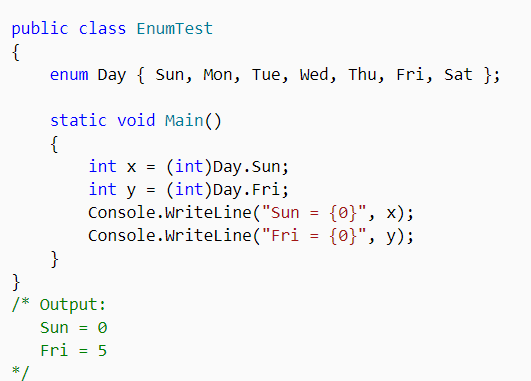 public class EnumTest
{
    enum Day { Sun, Mon, Tue, Wed, Thu, Fri, Sat };

    static void Main()
    {
        int x = (int)Day.Sun;
        int y = (int)Day.Fri;
        Console.WriteLine("Sun = {0}", x);
        Console.WriteLine("Fri = {0}", y);
    }
}
/* Output:
   Sun = 0
   Fri = 5
*/